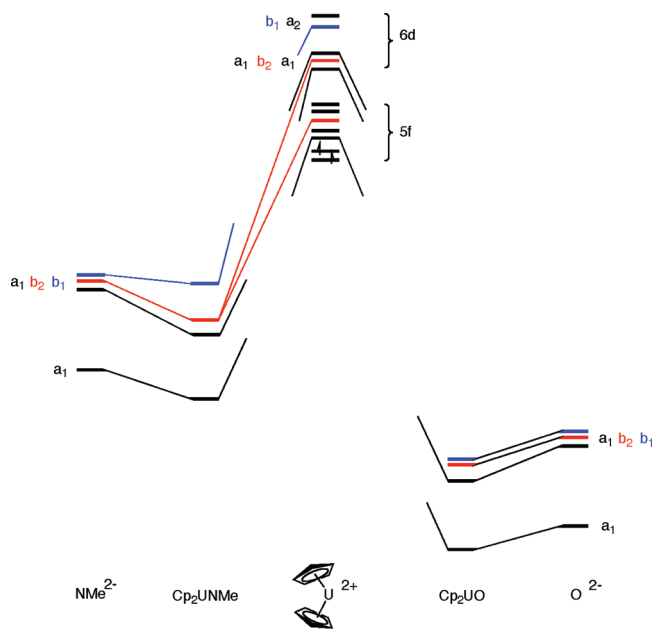 b₁ a₂
6d
a₁ b₂ a₁
5f
a₁ b₂ b₁
a₁
a₁ b₂ b₁
a₁
NMe²⁻ Cp₂UNMe U 2+ Cp₂UO O ²⁻